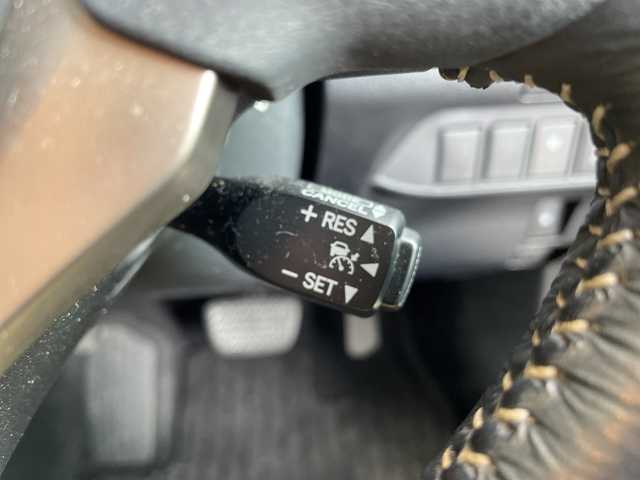 CANCEL
+ RES ▲
− SET ▼